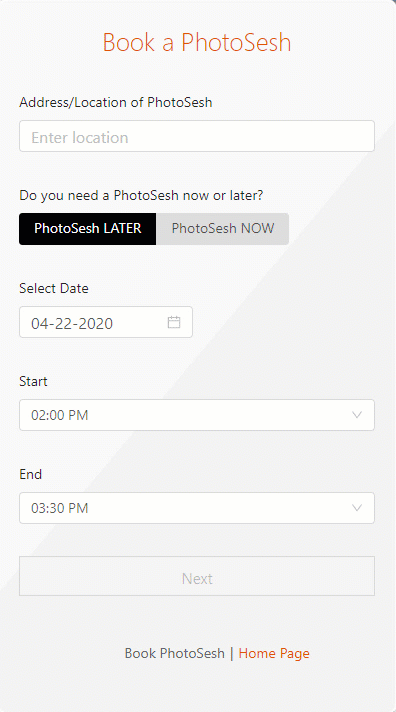 Book a PhotoSesh
Address/Location of PhotoSesh
Enter location
Do you need a PhotoSesh now or later?
PhotoSesh LATER PhotoSesh NOW
Select Date
04-22-2020
Start
02:00 PM
End
03:30 PM
Next
Book PhotoSesh | Home Page